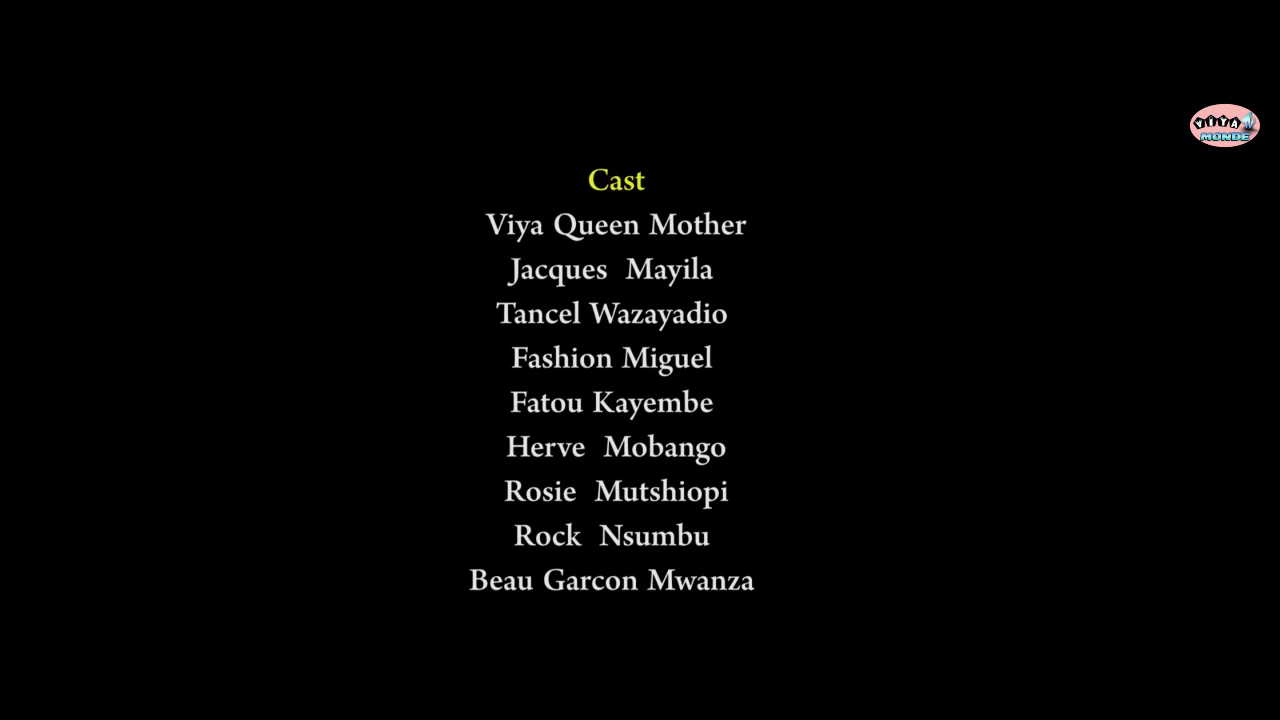 VIYA
MONDE
Cast
Viya Queen Mother
Jacques Mayila
Tancel Wazayadio
Fashion Miguel
Fatou Kayembe
Herve Mobango
Rosie Mutshiopi
Rock Nsumbu
Beau Garcon Mwanza